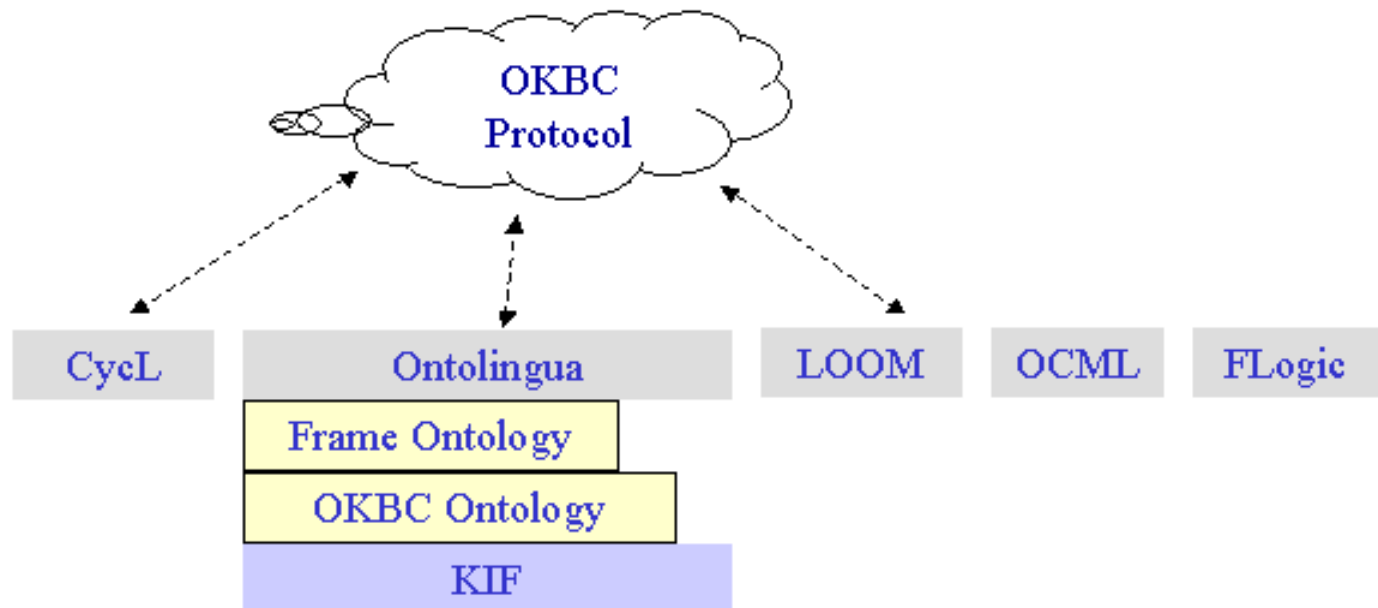 OKBC
Protocol
CycL
Ontolingua
LOOM
OCML
FLogic
Frame Ontology
OKBC Ontology
KIF